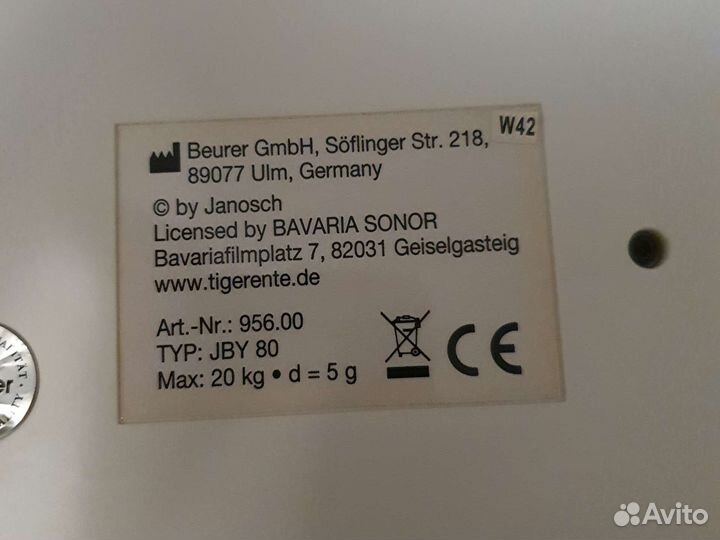 W42
Beurer GmbH, Söflinger Str. 218,
89077 Ulm, Germany
© by Janosch
Licensed by BAVARIA SONOR
Bavariafilmplatz 7, 82031 Geiselgasteig
www.tigerente.de
Art.-Nr.: 956.00
TYP: JBY 80
Max: 20 kg • d = 5 g
CE
Avito